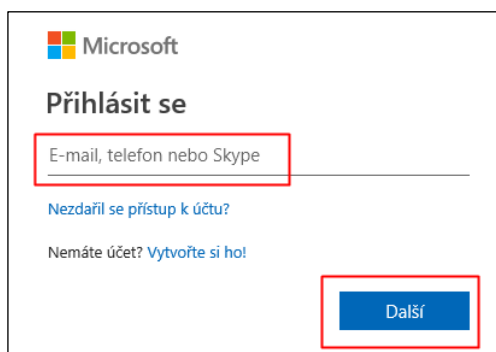 Microsoft
Přihlásit se
E-mail, telefon nebo Skype
Nezdařil se přístup k účtu?
Nemáte účet? Vytvořte si ho!
Další